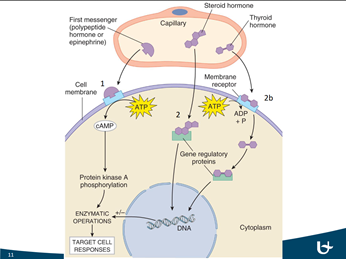 Steroid hormone
Capillary
First messenger
(polypeptide
hormone or
epinephrine)
Thyroid
hormone
Cell
membrane
1
Membrane
receptor
2b
ATP
ATP
ADP
+ P
cAMP
2
Gene regulatory
proteins
Protein kinase A
phosphorylation
ENZYMATIC
OPERATIONS
+/−
DNA
Cytoplasm
TARGET CELL
RESPONSES
11